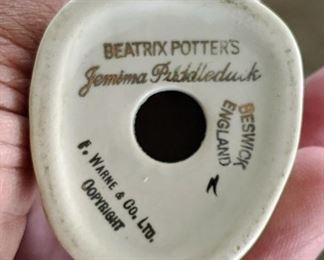 BEATRIX POTTER'S
Jemima Puddleduck
BESWICK
ENGLAND
F. WARNE & CO. LTD.
COPYRIGHT